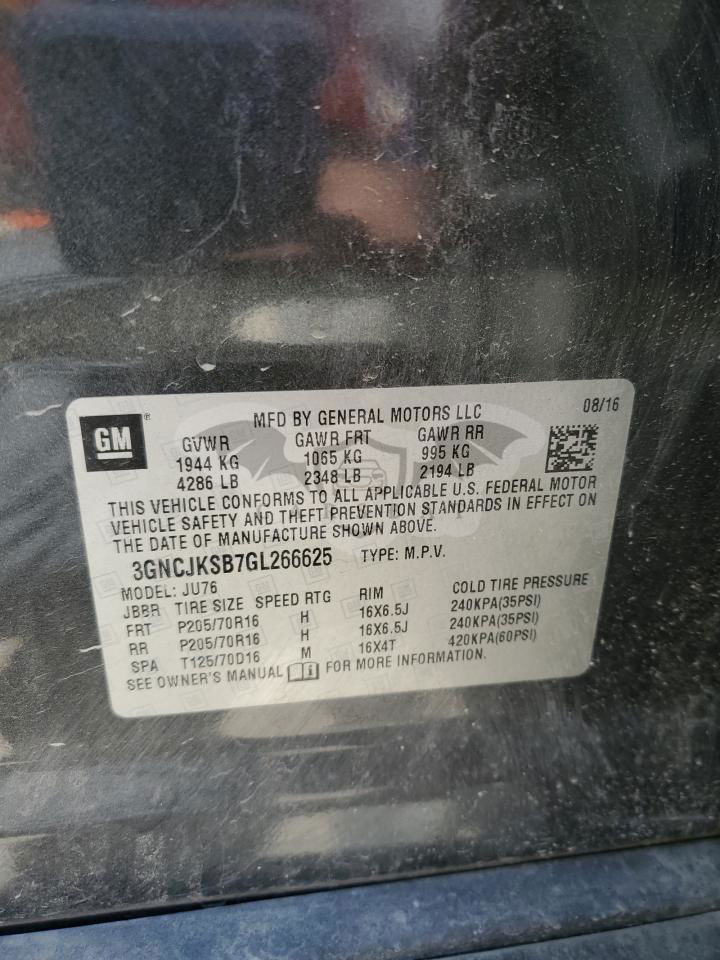 GM ®
MFD BY GENERAL MOTORS LLC 08/16
GVWR GAWR FRT GAWR RR
1944 KG 1065 KG 995 KG
4286 LB 2348 LB 2194 LB
THIS VEHICLE CONFORMS TO ALL APPLICABLE U.S. FEDERAL MOTOR
VEHICLE SAFETY AND THEFT PREVENTION STANDARDS IN EFFECT ON
THE DATE OF MANUFACTURE SHOWN ABOVE.
3GNCJKSB7GL266625 TYPE: M.P.V.
MODEL: JU76
JBBR TIRE SIZE SPEED RTG RIM COLD TIRE PRESSURE
FRT P205/70R16 H 16X6.5J 240KPA(35PSI)
RR P205/70R16 H 16X6.5J 240KPA(35PSI)
SPA T125/70D16 M 16X4T 420KPA(60PSI)
SEE OWNER'S MANUAL i FOR MORE INFORMATION.